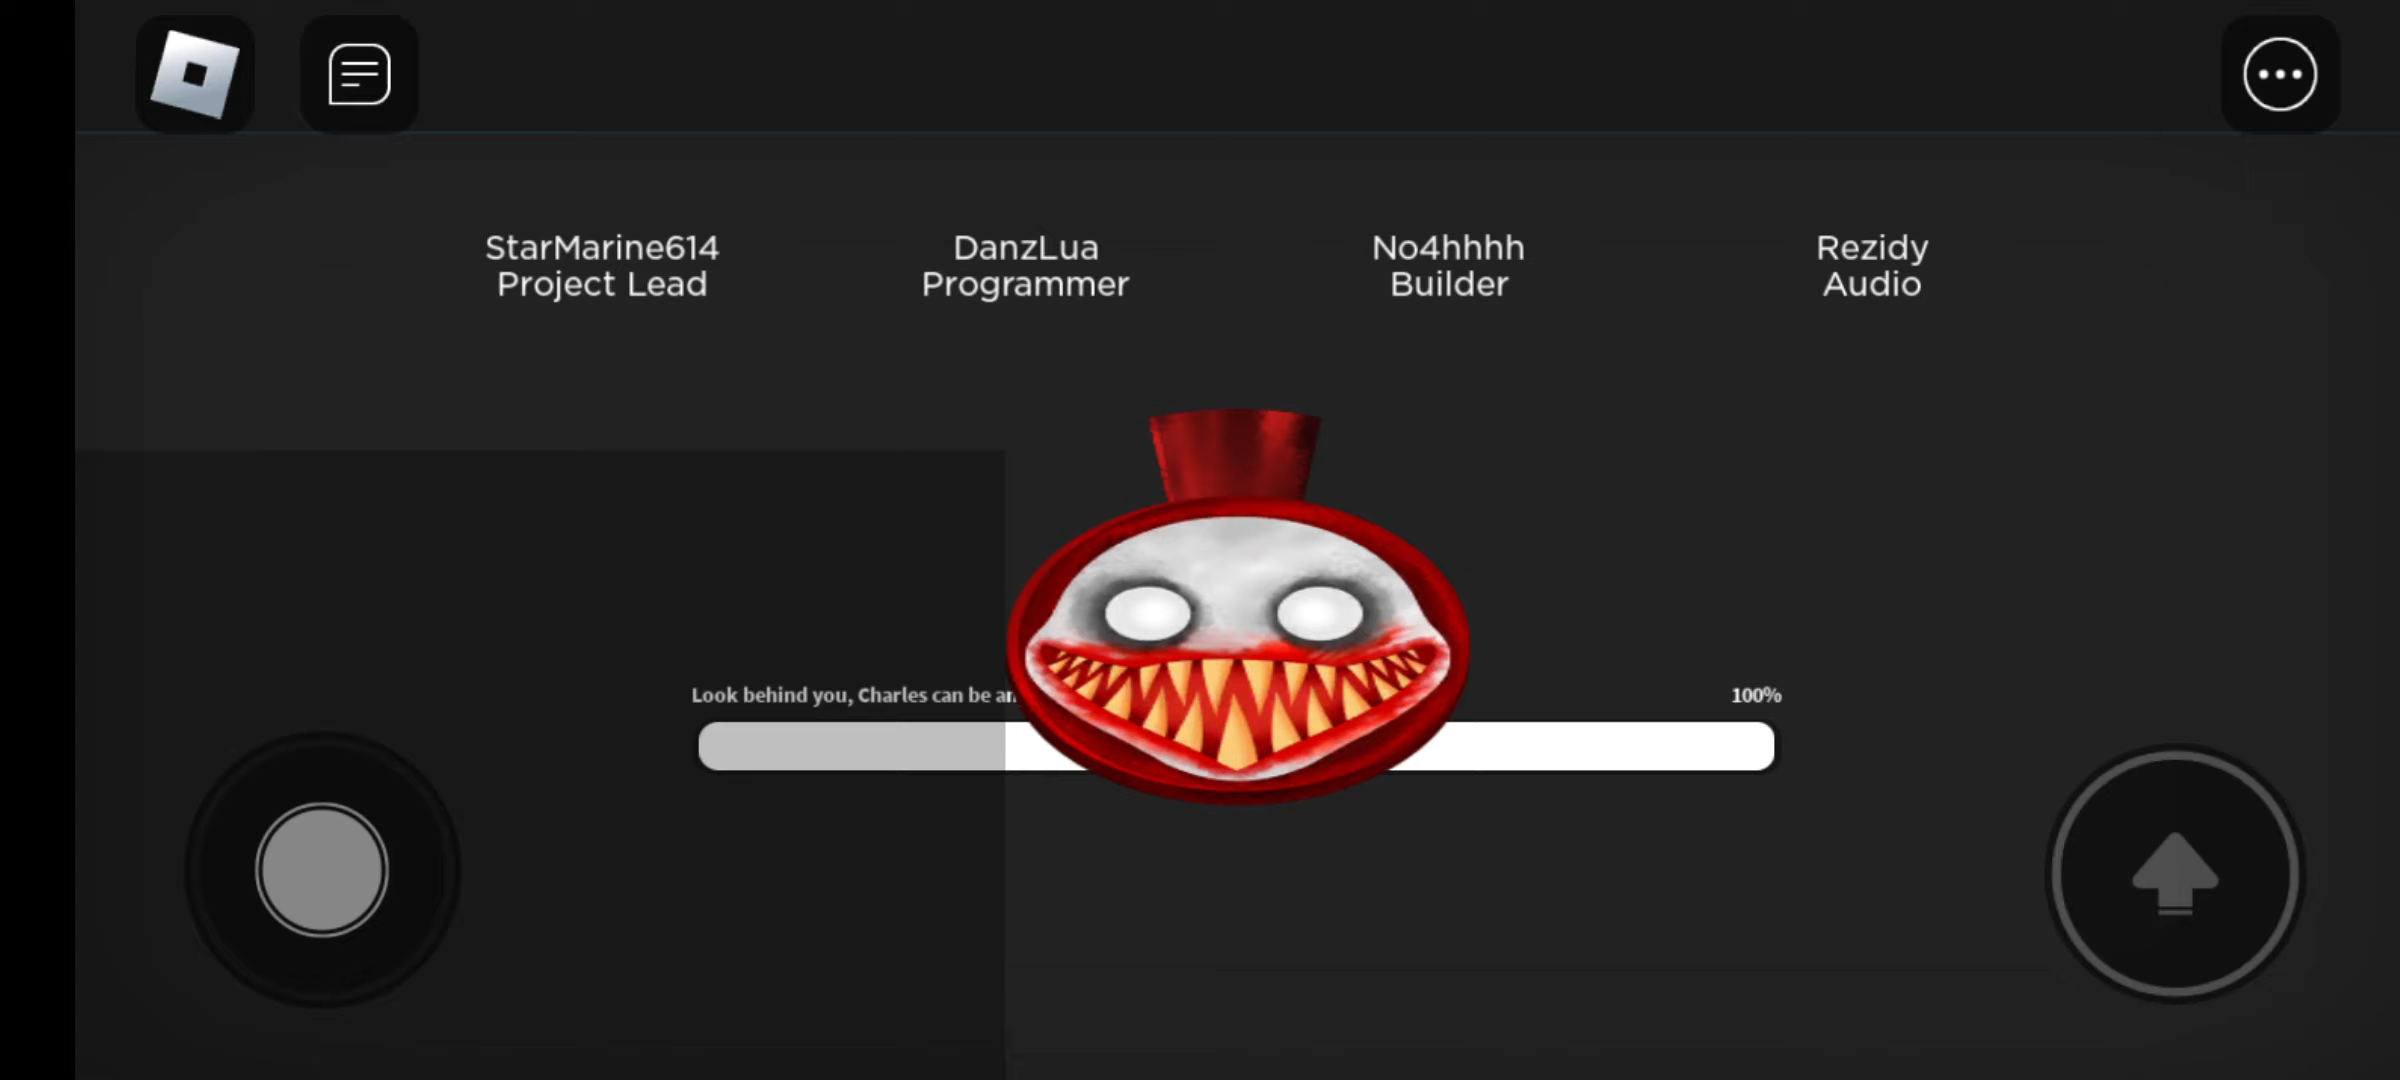 StarMarine614
Project Lead
DanzLua
Programmer
No4hhhh
Builder
Rezidy
Audio
Look behind you, Charles can be
100%